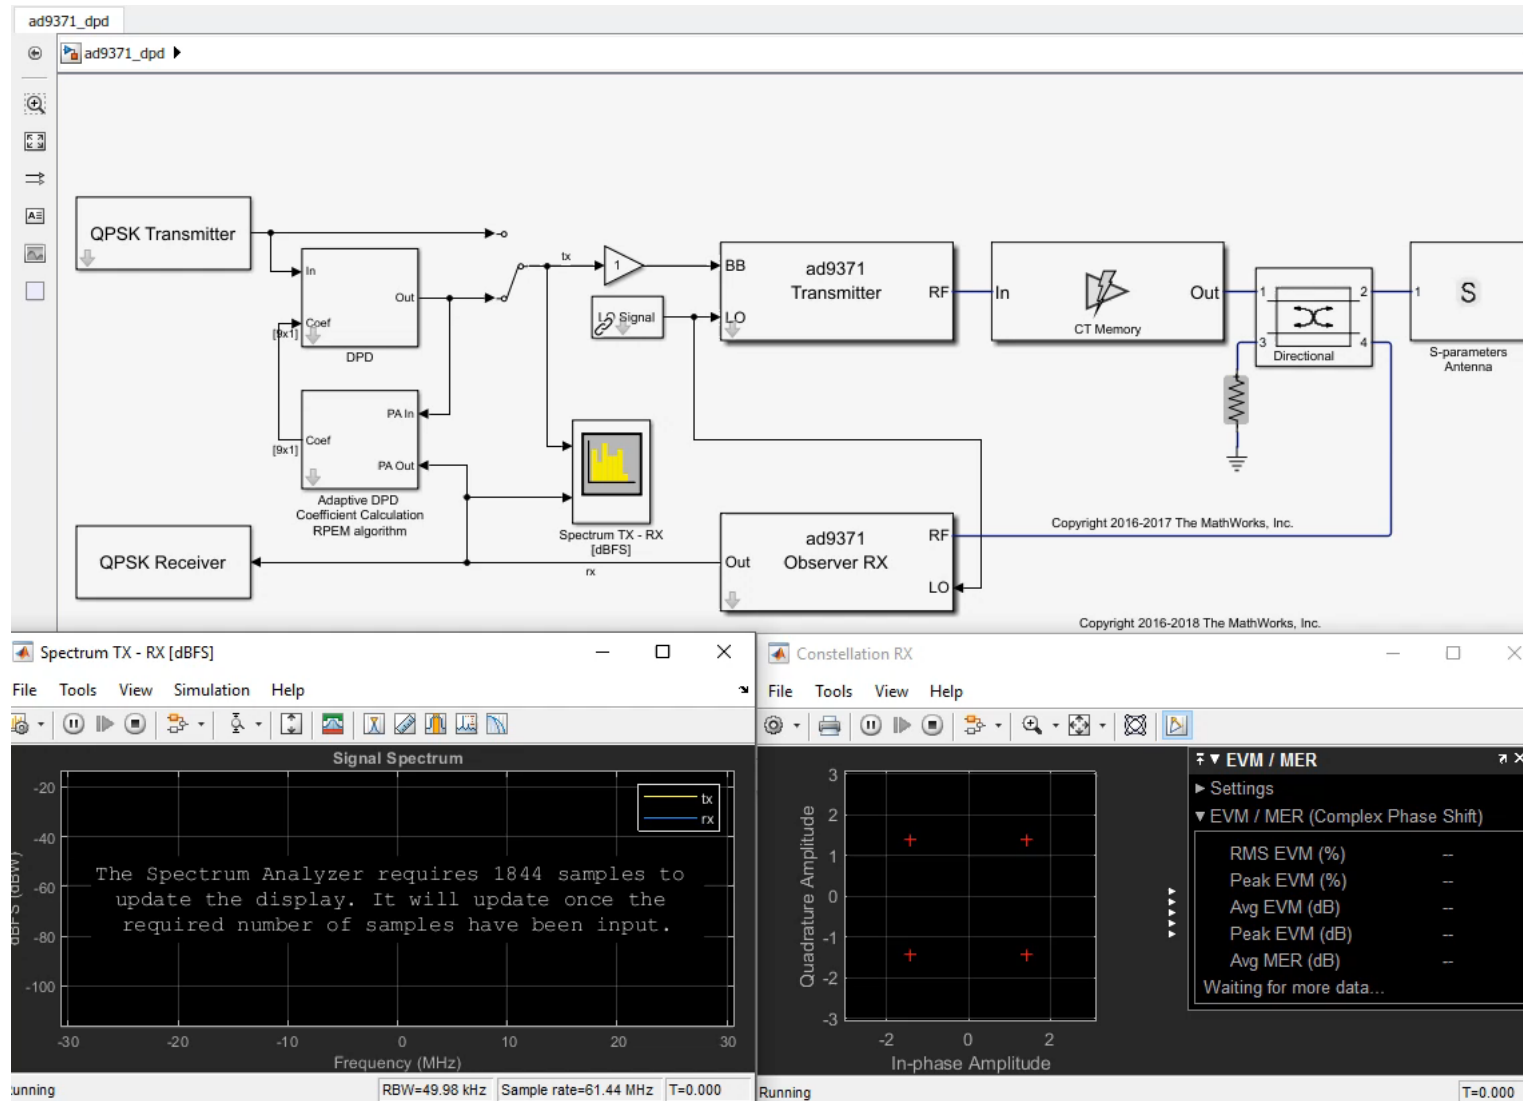 ad9371_dpd
ad9371_dpd
QPSK Transmitter
In
Out
Coef
[9x1]
DPD
PA In
Coef
[9x1]
PA Out
Adaptive DPD
Coefficient Calculation
RPEM algorithm
QPSK Receiver
tx
1
LO Signal
BB
ad9371
Transmitter
RF
LO
In
Out
CT Memory
1
2
3
4
Directional
1
S
S-parameters
Antenna
Spectrum TX - RX
[dBFS]
rx
Out
ad9371
Observer RX
RF
LO
Copyright 2016-2017 The MathWorks, Inc.
Copyright 2016-2018 The MathWorks, Inc.
Spectrum TX - RX [dBFS]
File Tools View Simulation Help
Signal Spectrum
tx
rx
-20
-40
-60
-80
-100
dBFS (dBW)
The Spectrum Analyzer requires 1844 samples to
update the display. It will update once the
required number of samples have been input.
-30 -20 -10 0 10 20 30
Frequency (MHz)
unning
RBW=49.98 kHz Sample rate=61.44 MHz T=0.000
Constellation RX
File Tools View Help
3
2
1
0
-1
-2
-3
Quadrature Amplitude
-2 0 2
In-phase Amplitude
EVM / MER
Settings
EVM / MER (Complex Phase Shift)
RMS EVM (%) --
Peak EVM (%) --
Avg EVM (dB) --
Peak EVM (dB) --
Avg MER (dB) --
Waiting for more data...
Running
T=0.000